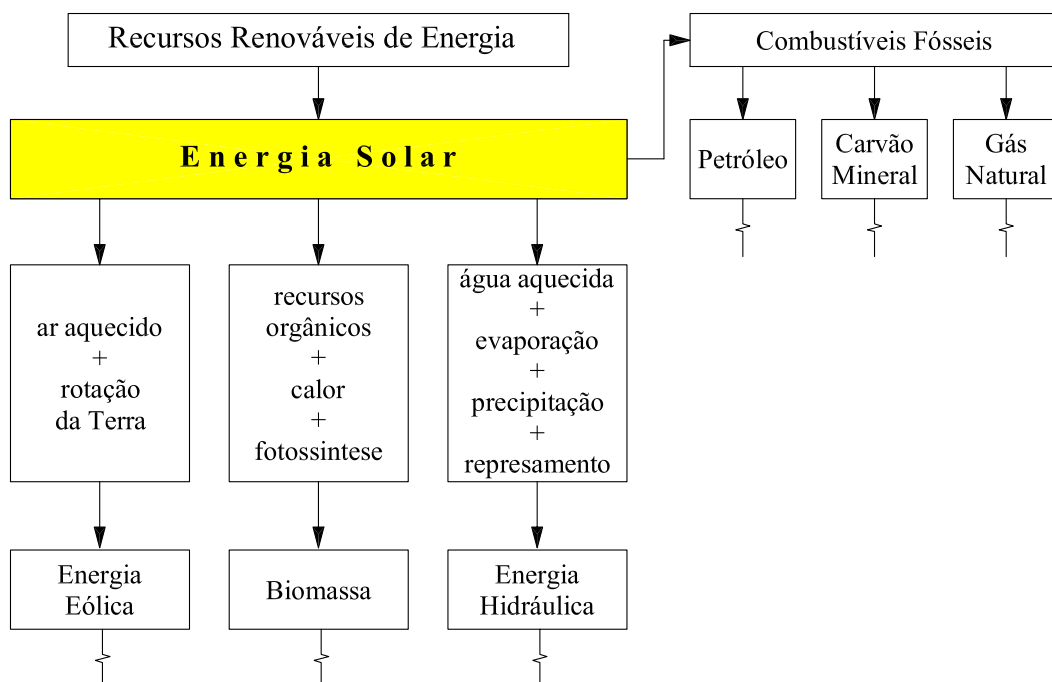 Recursos Renováveis de Energia
Combustíveis Fósseis
Energia Solar
Petróleo
Carvão
Mineral
Gás
Natural
ar aquecido
+
rotação
da Terra
recursos
orgânicos
+
calor
+
fotossintese
água aquecida
+
evaporação
+
precipitação
+
represamento
Energia
Eólica
Biomassa
Energia
Hidráulica